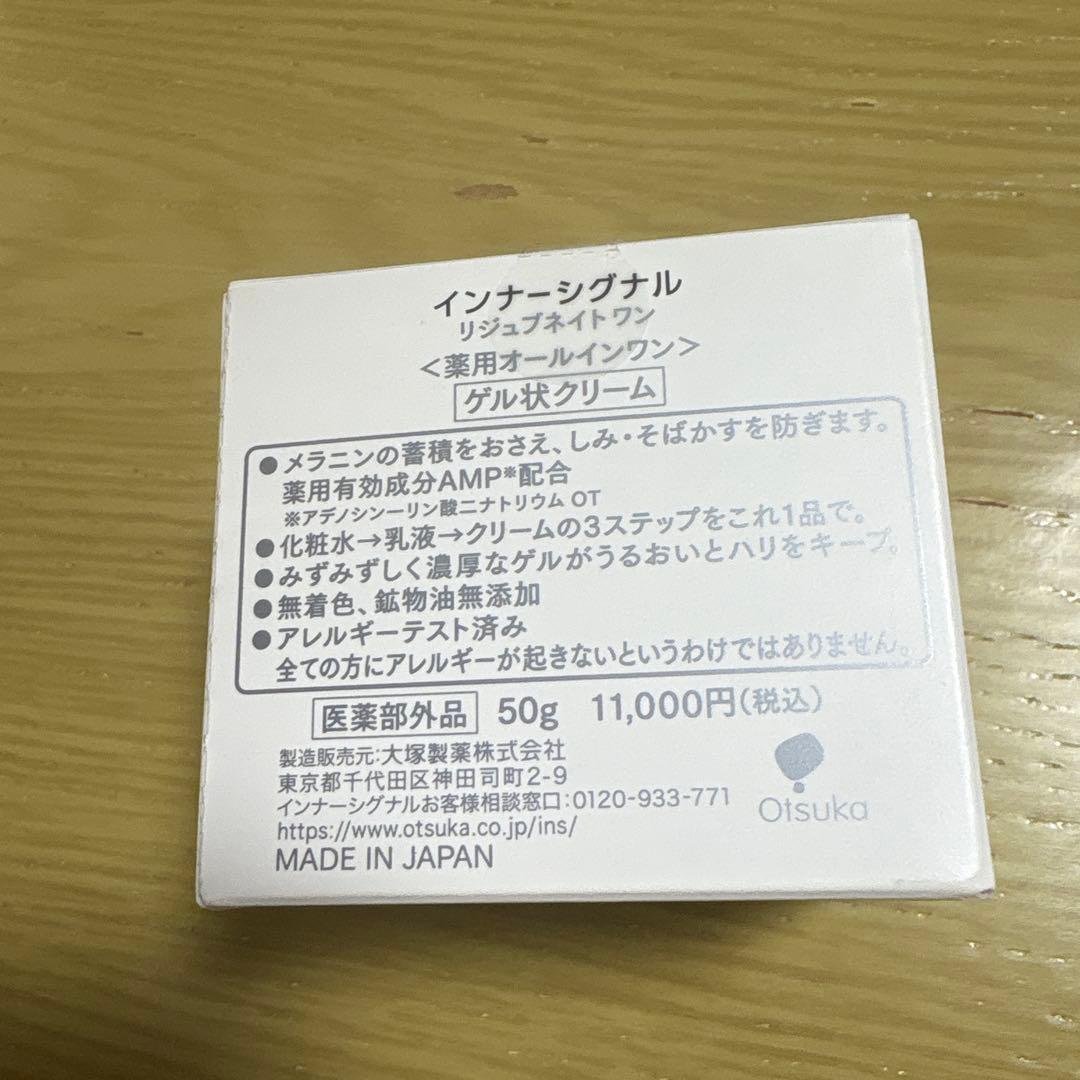 インナーシグナル
リジュブネイトワン
＜薬用オールインワン＞
ゲル状クリーム
●メラニンの蓄積をおさえ、しみ・そばかすを防ぎます。
薬用有効成分AMP※配合
※アデノシン一リン酸二ナトリウム OT
●化粧水→乳液→クリームの3ステップをこれ1品で。
●みずみずしく濃厚なゲルがうるおいとハリをキープ。
●無着色、鉱物油無添加
●アレルギーテスト済み
全ての方にアレルギーが起きないというわけではありません。
医薬部外品 50g 11,000円(税込)
製造販売元:大塚製薬株式会社
東京都千代田区神田司町2-9
インナーシグナルお客様相談窓口:0120-933-771
https://www.otsuka.co.jp/ins/
MADE IN JAPAN
Otsuka